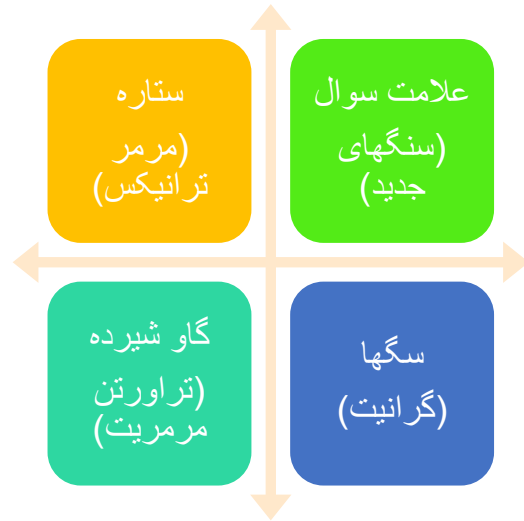 علامت سوال
(سنگهای
جدید)
ستاره
(مرمر
ترانیکس)
سگها
(گرانیت)
گاو شیرده
(تراورتن
مرمریت)